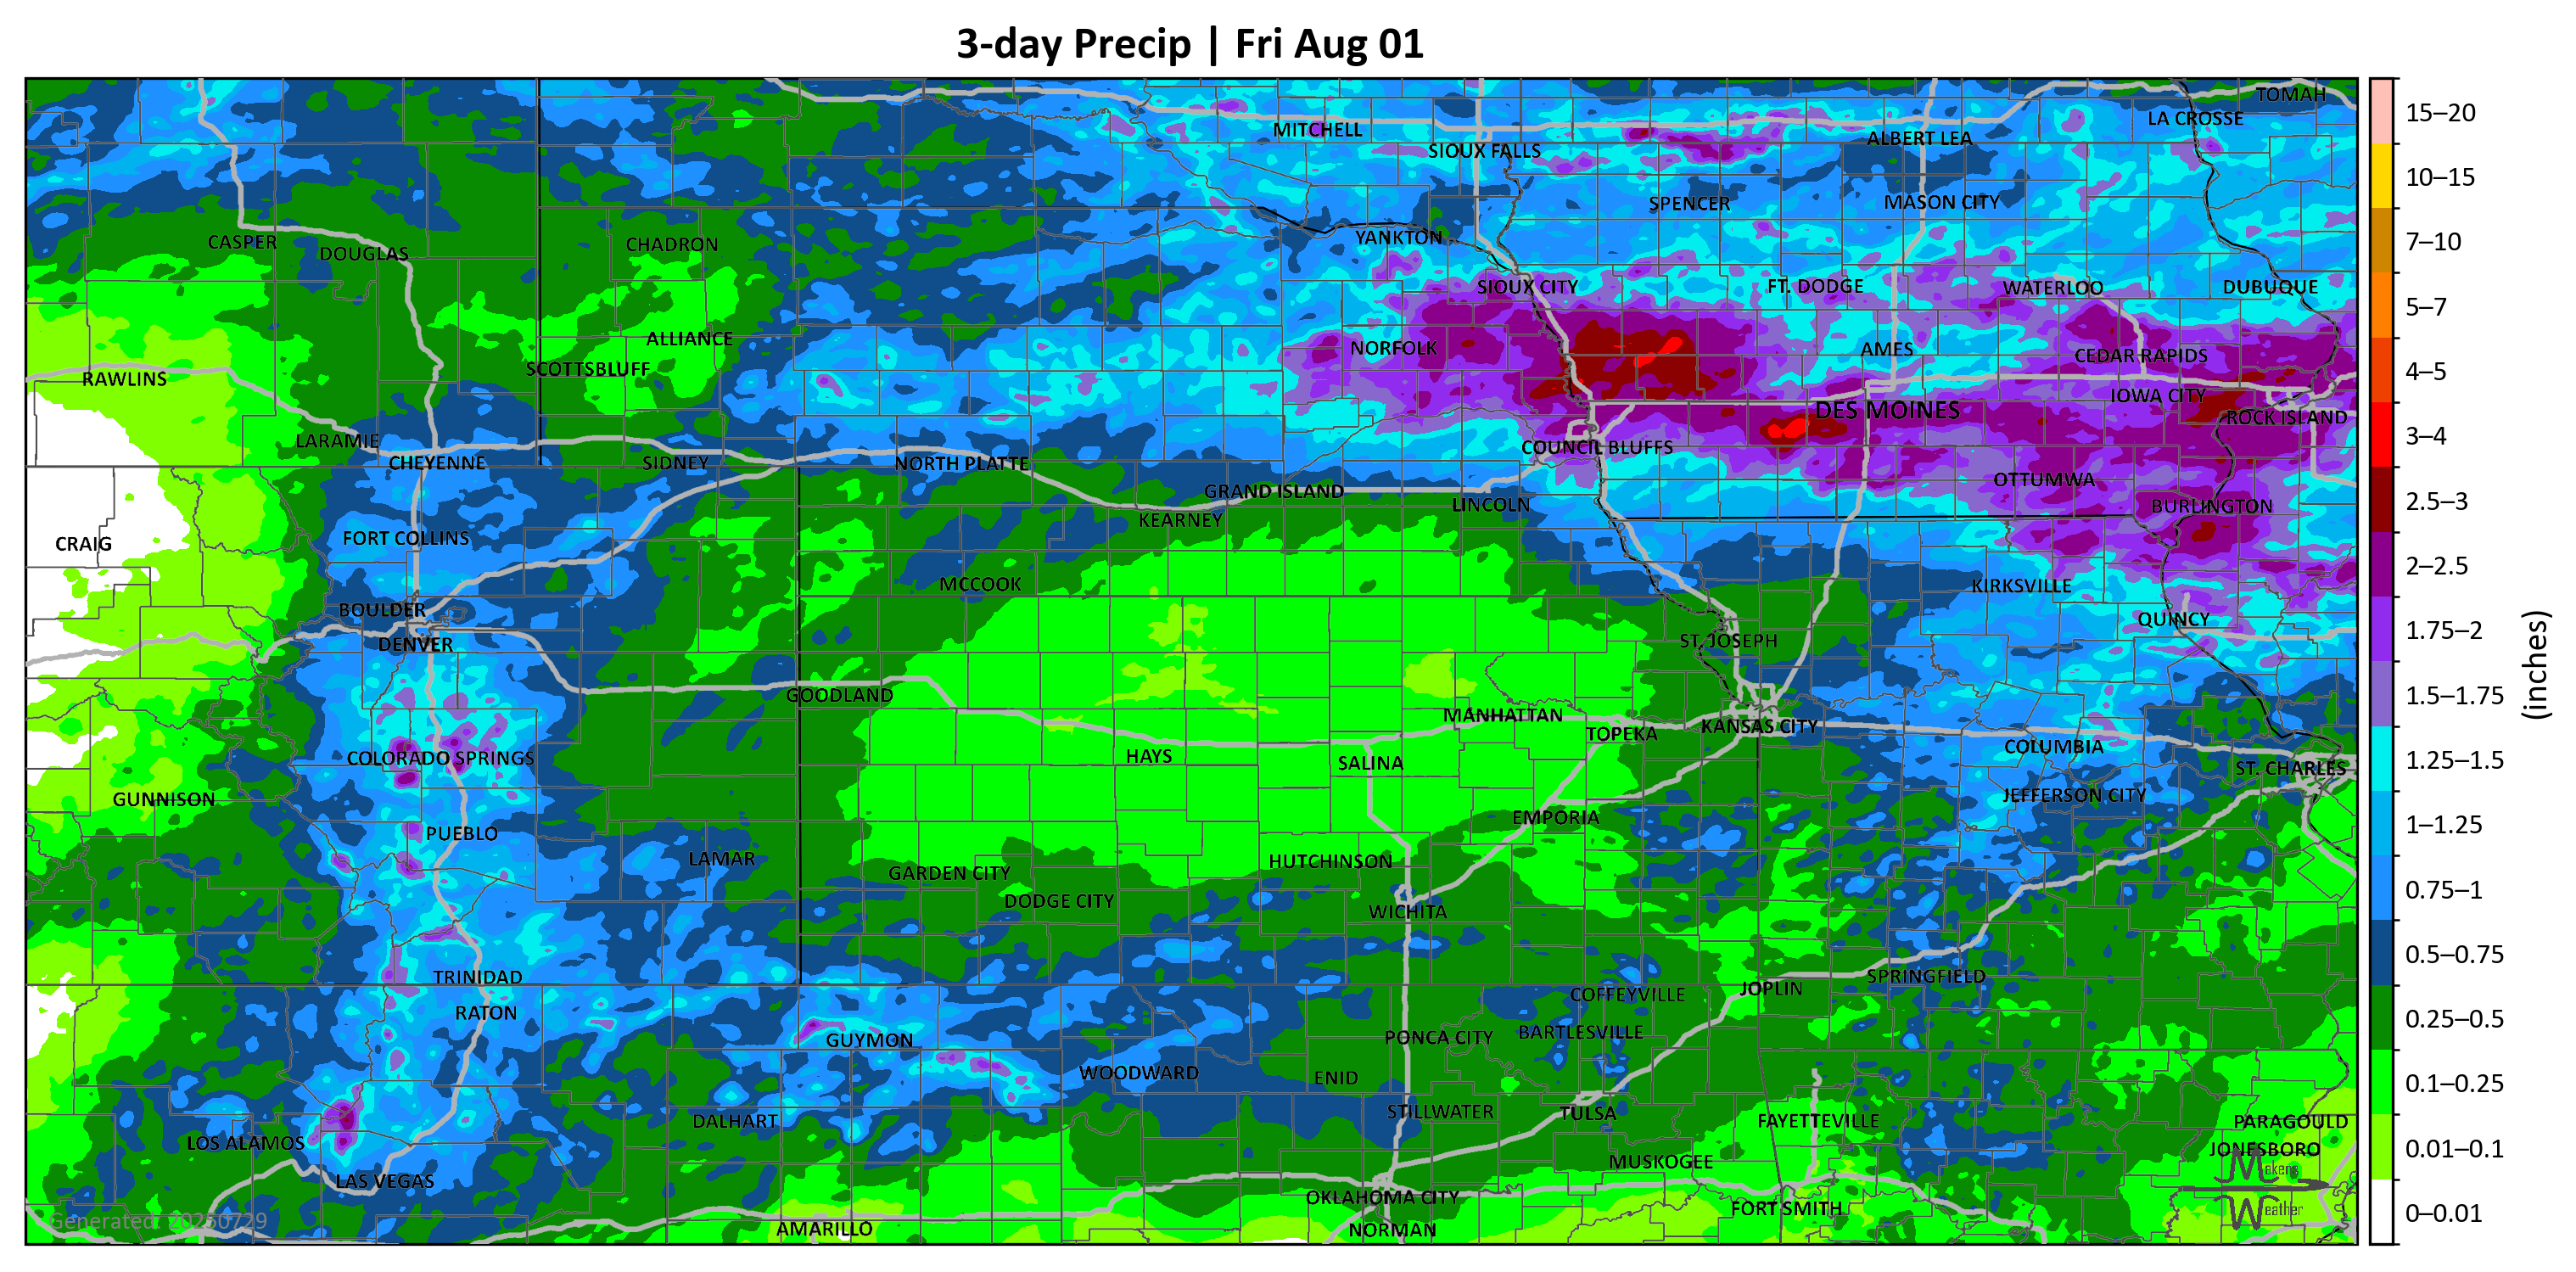 3-day Precip | Fri Aug 01
TOMAH
LA CROSSE
MITCHELL
ALBERT LEA
SIOUX FALLS
SPENCER
MASON CITY
YANKTON
CASPER
DOUGLAS
CHADRON
SIOUX CITY
FT. DODGE
WATERLOO
DUBUQUE
ALLIANCE
NORFOLK
AMES
CEDAR RAPIDS
SCOTTSBLUFF
RAWLINS
IOWA CITY
DES MOINES
ROCK ISLAND
LARAMIE
COUNCIL BLUFFS
CHEYENNE
SIDNEY
NORTH PLATTE
OTTUMWA
GRAND ISLAND
LINCOLN
BURLINGTON
KEARNEY
FORT COLLINS
CRAIG
MCCOOK
KIRKSVILLE
BOULDER
QUINCY
DENVER
ST. JOSEPH
GOODLAND
MANHATTAN
KANSAS CITY
TOPEKA
COLUMBIA
HAYS
COLORADO SPRINGS
SALINA
ST. CHARLES
JEFFERSON CITY
GUNNISON
EMPORIA
PUEBLO
LAMAR
HUTCHINSON
GARDEN CITY
DODGE CITY
WICHITA
TRINIDAD
SPRINGFIELD
JOPLIN
COFFEYVILLE
RATON
BARTLESVILLE
PONCA CITY
GUYMON
WOODWARD
ENID
STILLWATER
TULSA
DALHART
FAYETTEVILLE
PARAGOULD
LOS ALAMOS
JONESBORO
MUSKOGEE
LAS VEGAS
OKLAHOMA CITY
FORT SMITH
AMARILLO
NORMAN
Generated: 20250729
Makens
Weather
15–20
10–15
7–10
5–7
4–5
3–4
2.5–3
2–2.5
1.75–2
1.5–1.75
1.25–1.5
1–1.25
0.75–1
0.5–0.75
0.25–0.5
0.1–0.25
0.01–0.1
0–0.01
(inches)